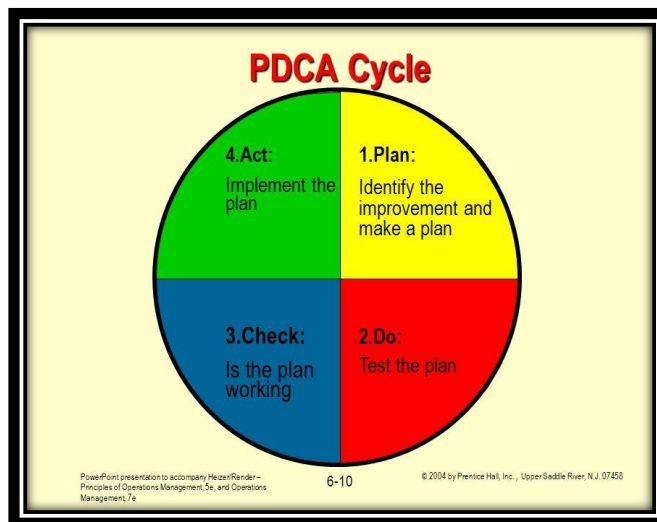 PDCA Cycle
4.Act:
Implement the
plan
1.Plan:
Identify the
improvement and
make a plan
3.Check:
Is the plan
working
2.Do:
Test the plan
PowerPoint presentation to accompany Heizer/Render –
Principles of Operations Management, 5e, and Operations
Management, 7e
6-10
© 2004 by Prentice Hall, Inc. , Upper Saddle River, N.J. 07458